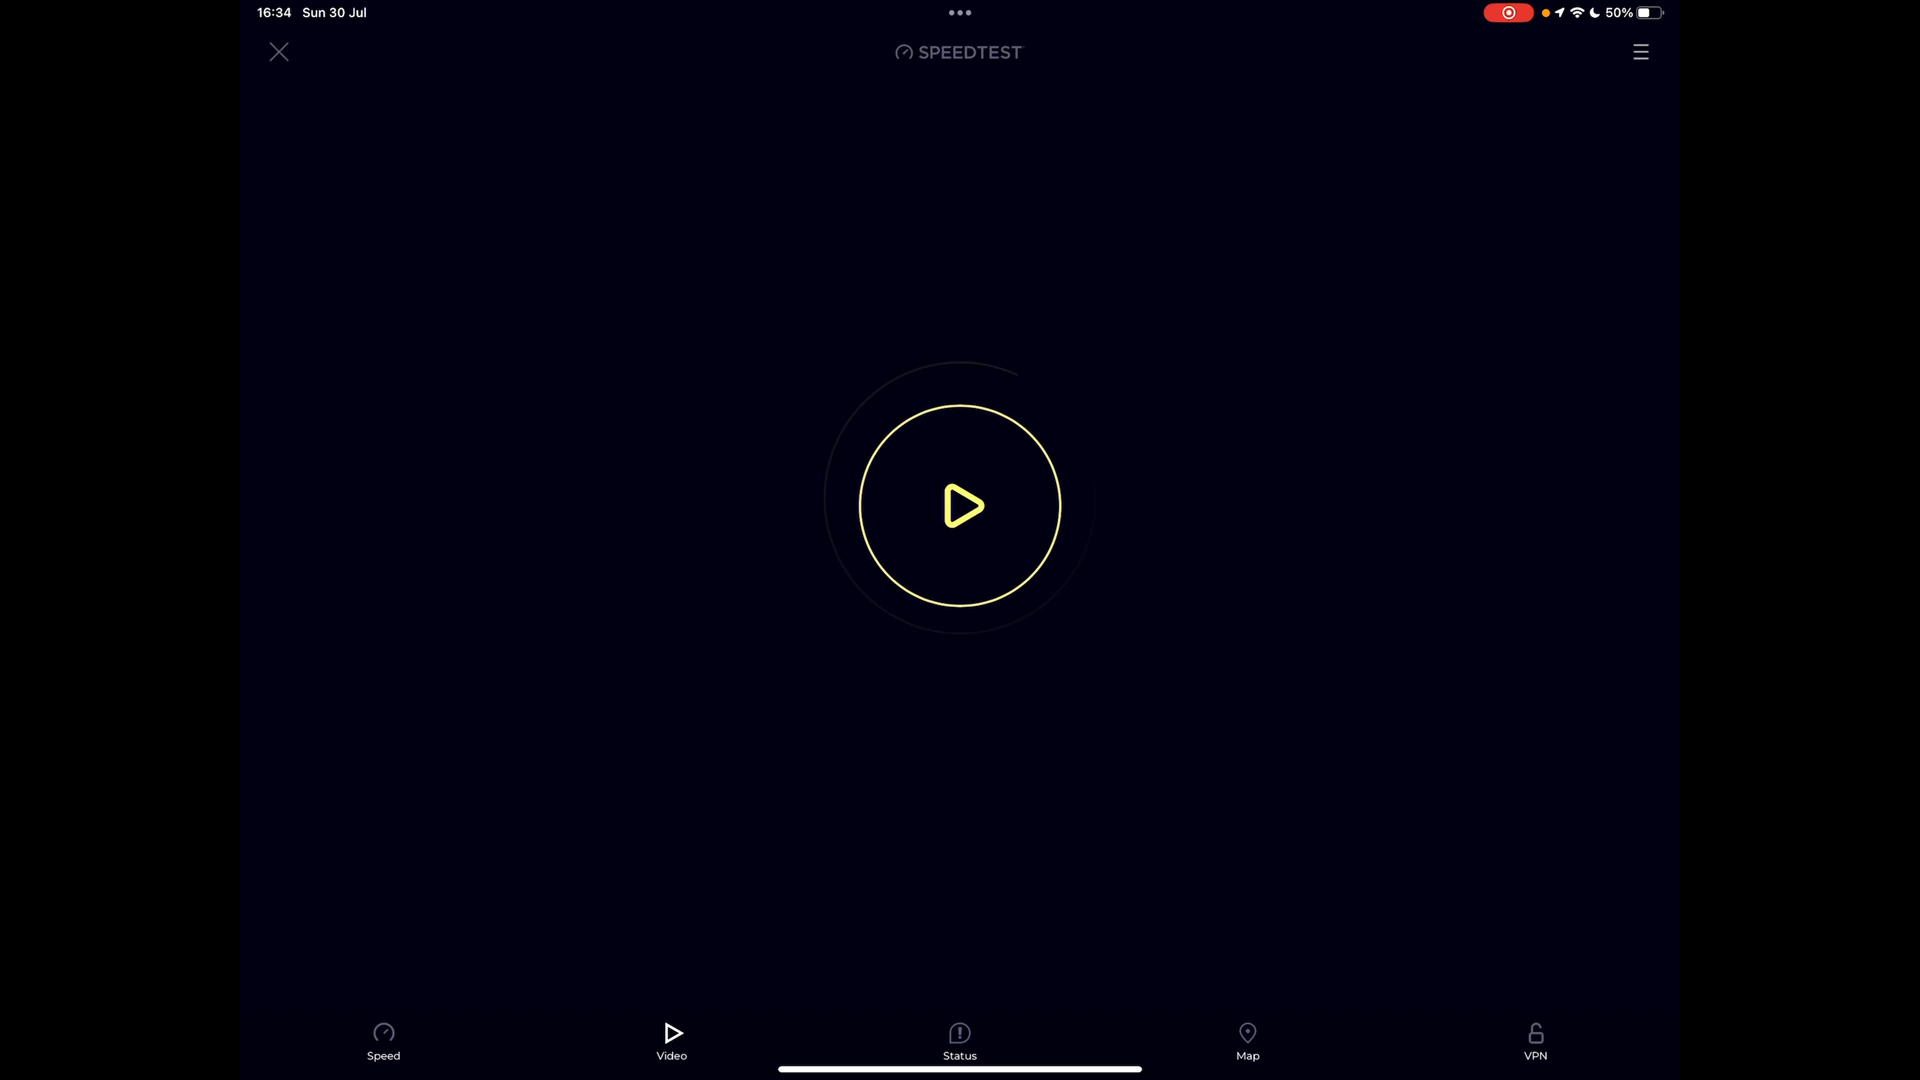 16:34 Sun 30 Jul
50%
SPEEDTEST
Speed
Video
Status
Map
VPN